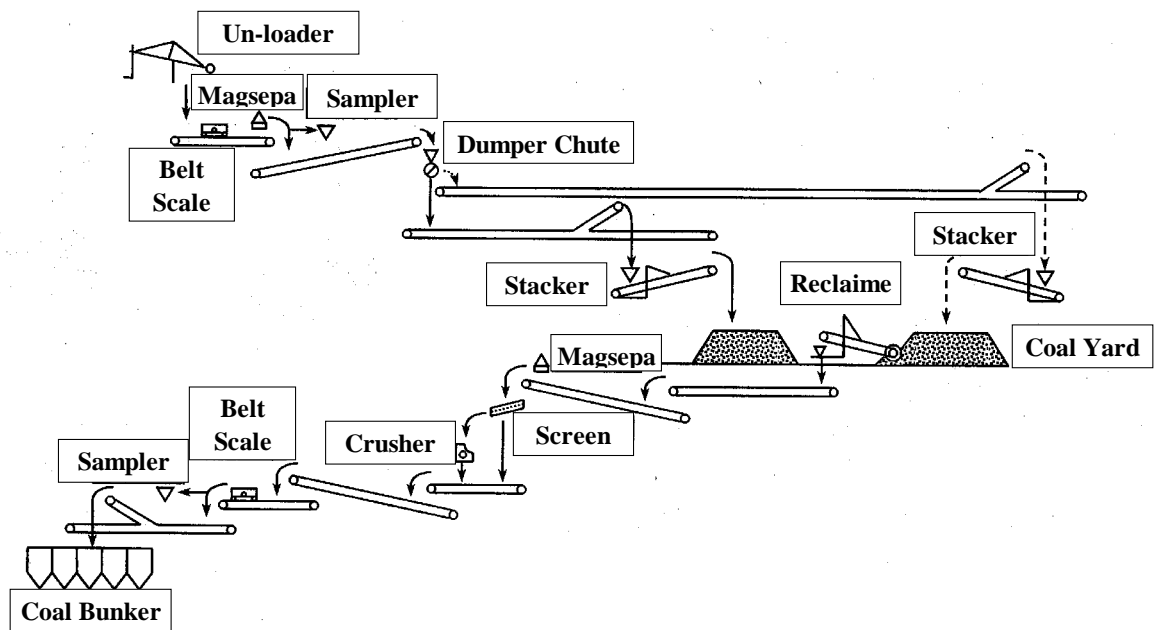 Un-loader
Magsepa
Sampler
Belt
Scale
Dumper Chute
Stacker
Stacker
Reclaime
Coal Yard
Magsepa
Belt
Scale
Crusher
Screen
Sampler
Coal Bunker